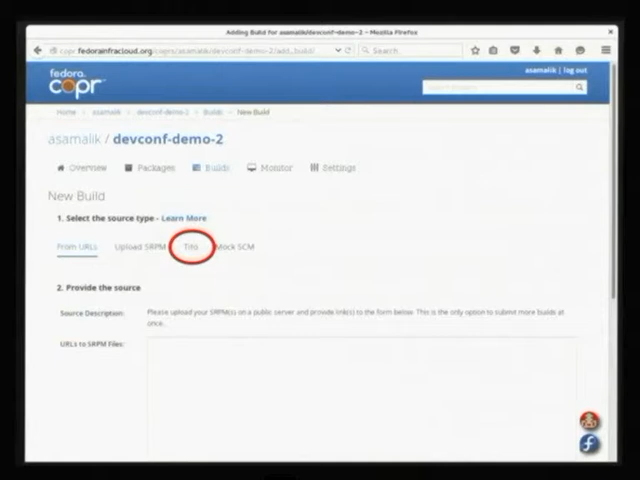 Adding Build for asamalik/devconf-demo-2 - Mozilla Firefox
copr.fedorainfracloud.org/coprs/asamalik/devconf-demo-2/add_build/
Search
fedora
copr
asamalik | log out
Home asamalik devconf-demo-2 Builds New Build
asamalik / devconf-demo-2
Overview Packages Builds Monitor Settings
New Build
1. Select the source type - Learn More
From URLs Upload SRPM Tito Mock SCM
2. Provide the source
Source Description: Please upload your SRPM(s) on a public server and provide link(s) to the form below. This is the only option to submit more builds at
once.
URLs to SRPM Files: